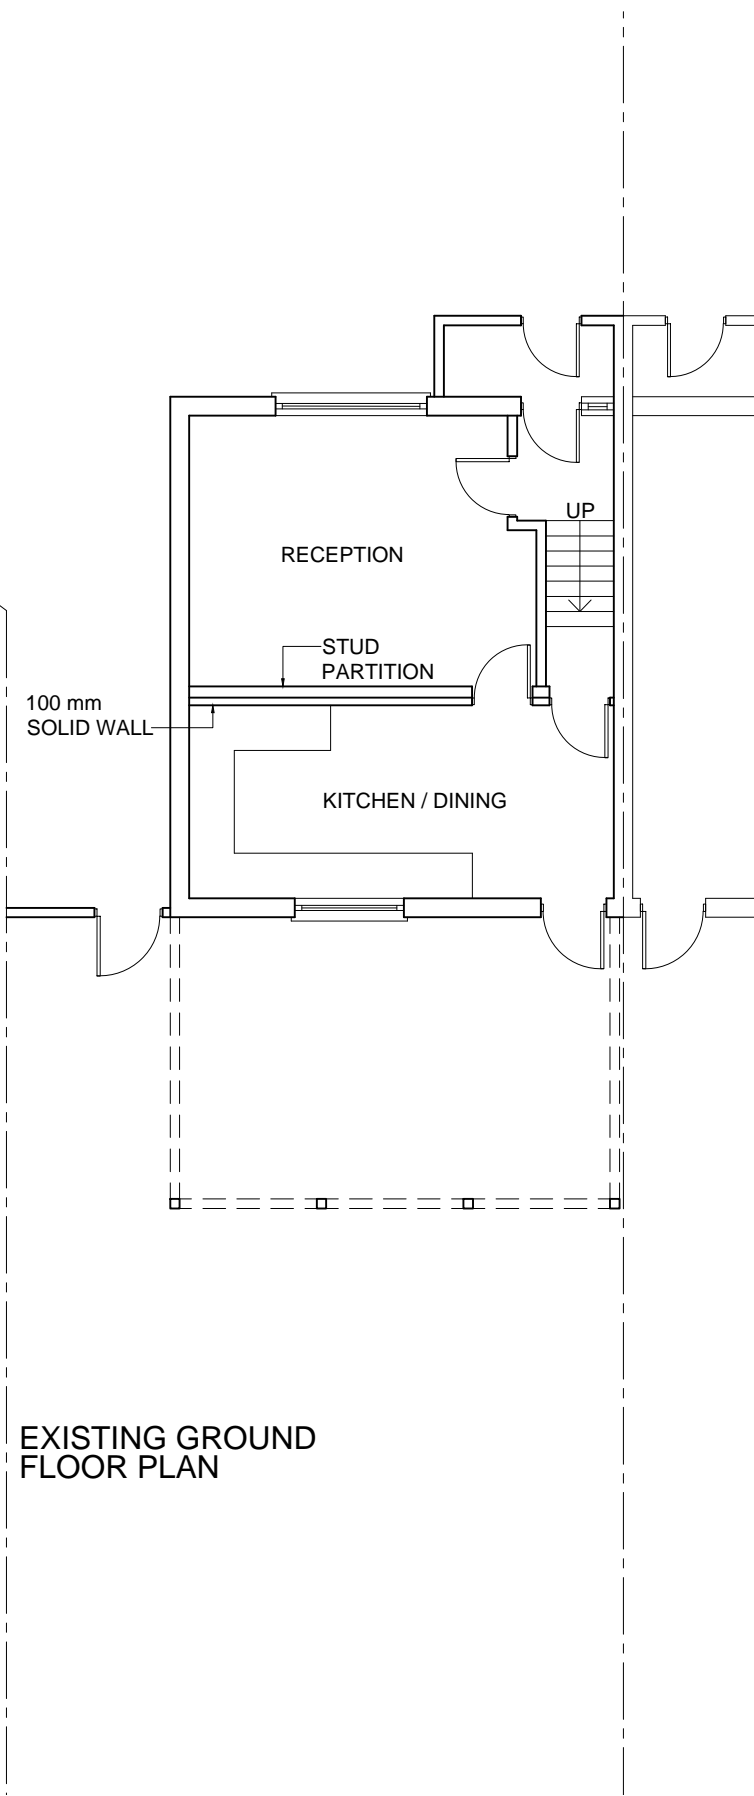 UP
RECEPTION
STUD
PARTITION
100 mm
SOLID WALL
KITCHEN / DINING
EXISTING GROUND
FLOOR PLAN